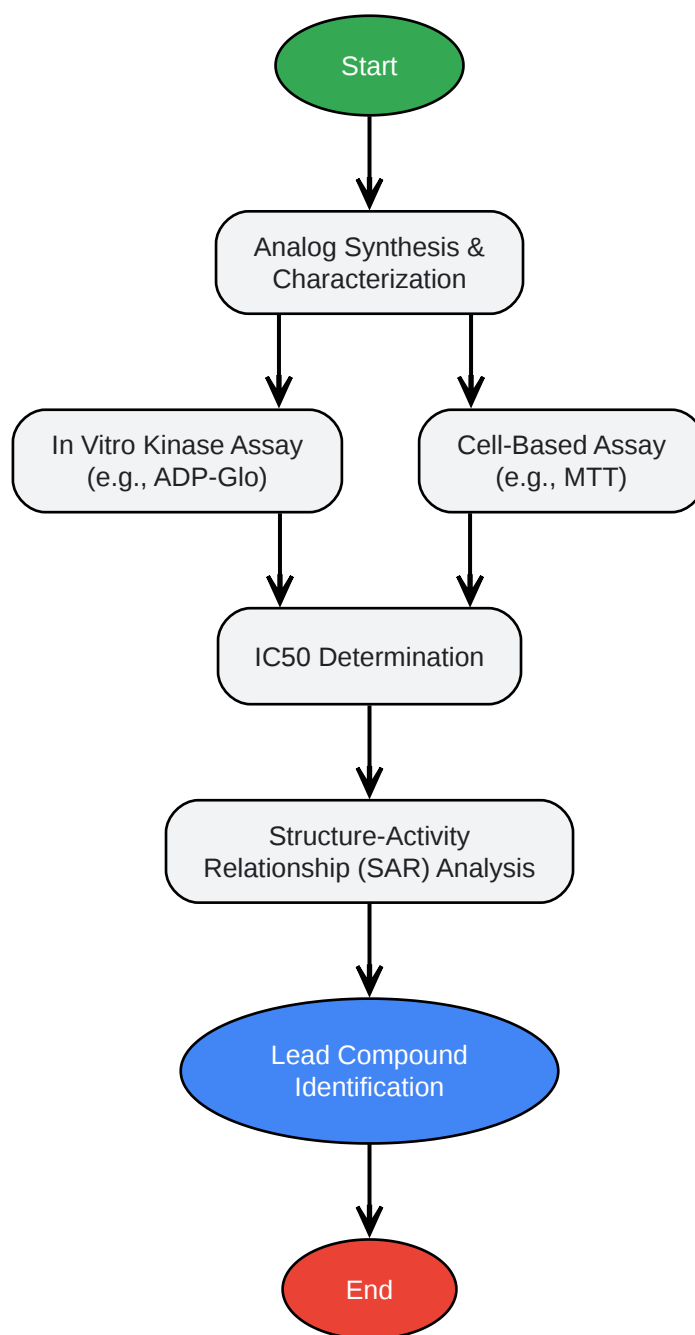 Start
Analog Synthesis &
Characterization
In Vitro Kinase Assay
(e.g., ADP-Glo)
Cell-Based Assay
(e.g., MTT)
IC50 Determination
Structure-Activity
Relationship (SAR) Analysis
Lead Compound
Identification
End